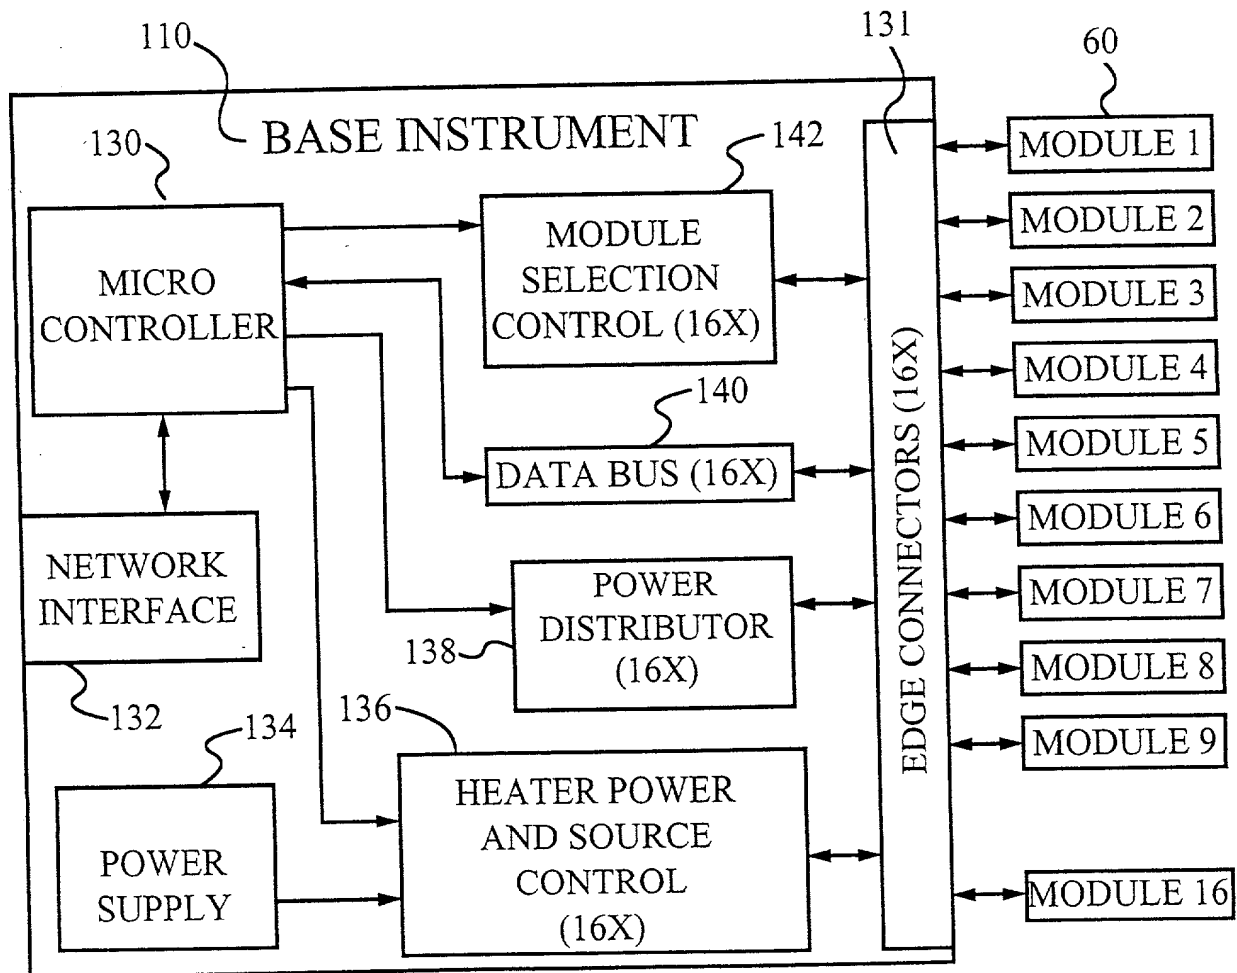 110
131
60
BASE INSTRUMENT
130
142
MODULE 1
MODULE 2
MODULE 3
MODULE 4
MODULE 5
MODULE 6
MODULE 7
MODULE 8
MODULE 9
MODULE 16
MICRO
CONTROLLER
MODULE
SELECTION
CONTROL (16X)
140
DATA BUS (16X)
EDGE CONNECTORS (16X)
NETWORK
INTERFACE
132
POWER
DISTRIBUTOR
(16X)
138
134
136
POWER
SUPPLY
HEATER POWER
AND SOURCE
CONTROL
(16X)